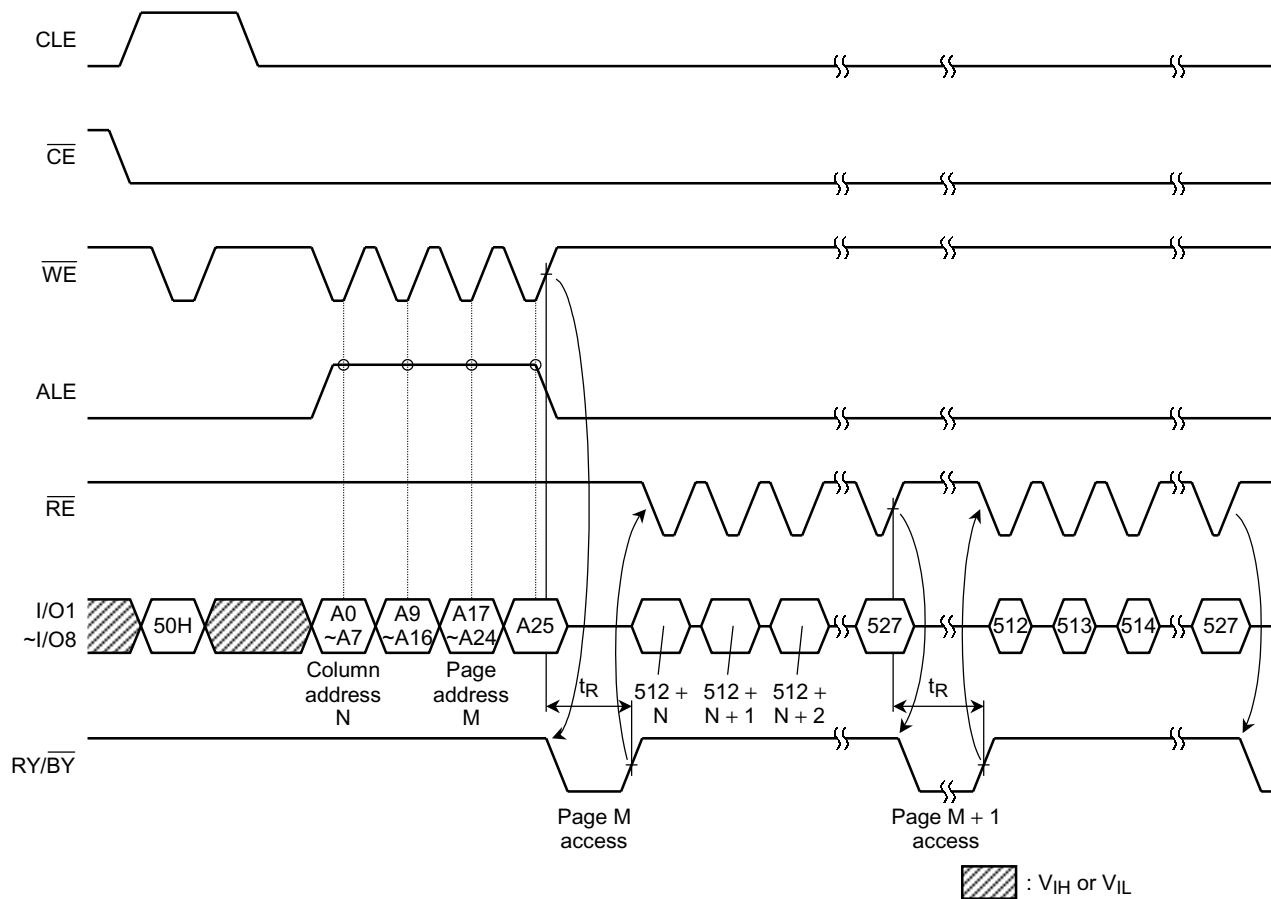 CLE
CE
WE
ALE
RE
I/O1
~I/O8
50H
A0
~A7
A9
~A16
A17
~A24
A25
527
512
513
514
527
Column
address
N
Page
address
M
tR
512 +
N
512 +
N + 1
512 +
N + 2
tR
RY/BY
Page M
access
Page M + 1
access
: VIH or VIL